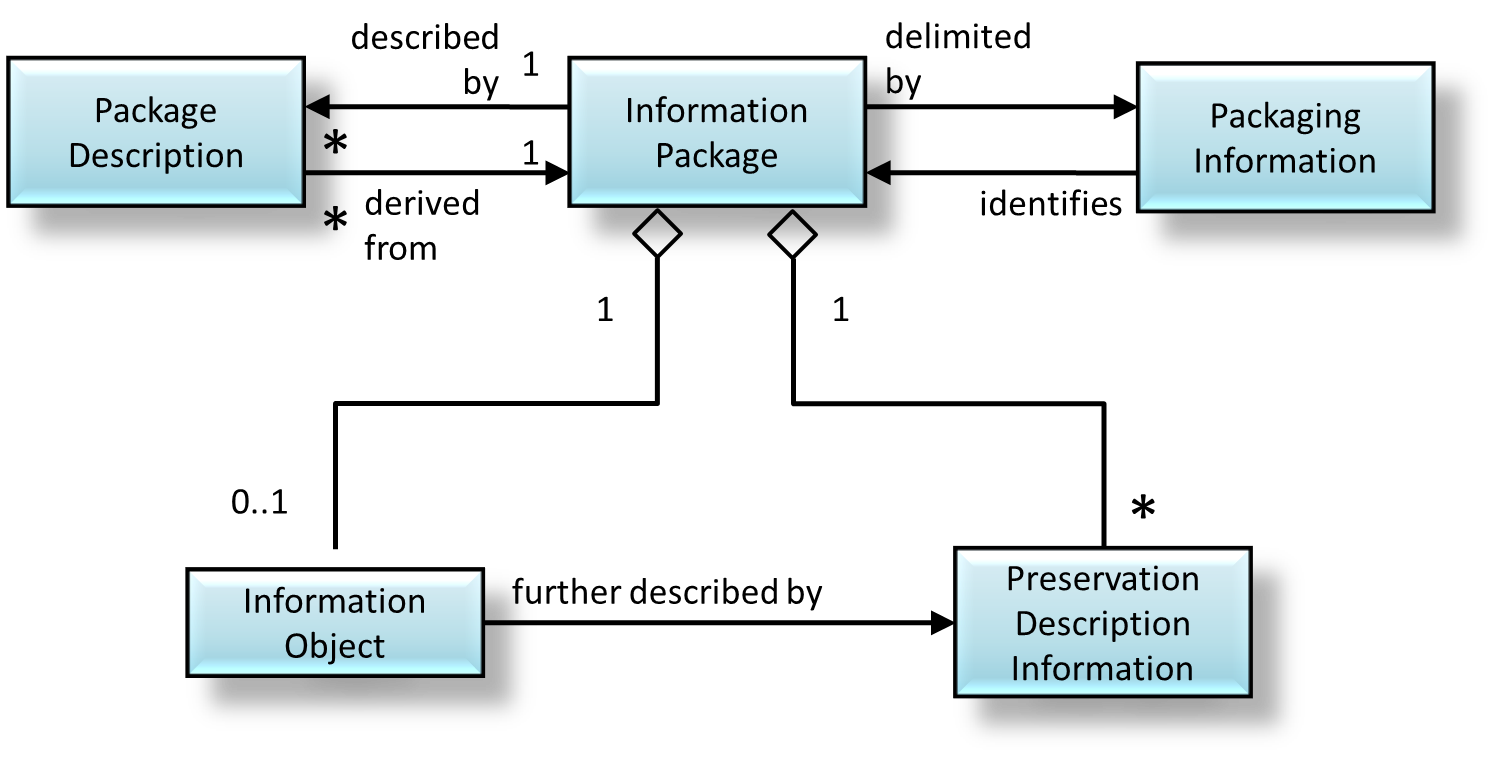 described
by
1
delimited
by
Package
Description
Information
Package
Packaging
Information
*
1
*
derived
from
identifies
1
1
0..1
*
Information
Object
further described by
Preservation
Description
Information